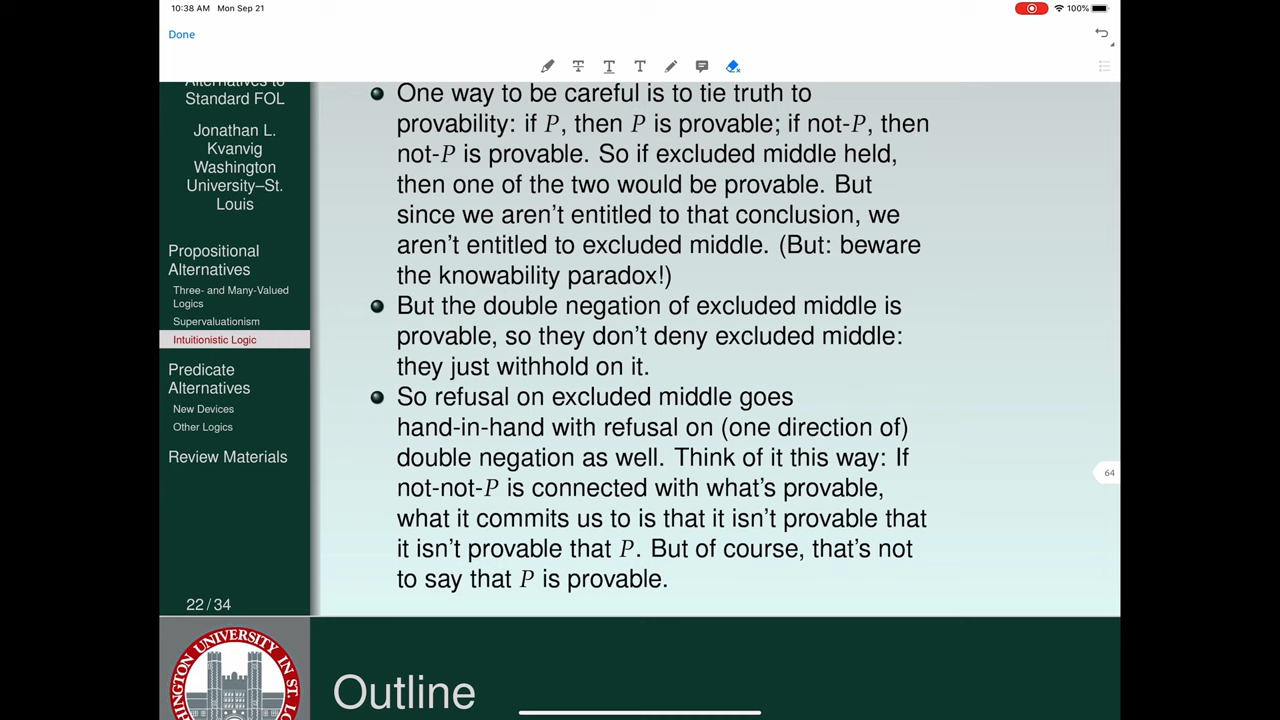 10:38 AM Mon Sep 21
100%
Done
Alternatives to
Standard FOL
Jonathan L.
Kvanvig
Washington
University–St.
Louis
Propositional
Alternatives
Three- and Many-Valued
Logics
Supervaluationism
Intuitionistic Logic
Predicate
Alternatives
New Devices
Other Logics
Review Materials
22 / 34
One way to be careful is to tie truth to
provability: if P, then P is provable; if not-P, then
not-P is provable. So if excluded middle held,
then one of the two would be provable. But
since we aren't entitled to that conclusion, we
aren't entitled to excluded middle. (But: beware
the knowability paradox!)
But the double negation of excluded middle is
provable, so they don't deny excluded middle:
they just withhold on it.
So refusal on excluded middle goes
hand-in-hand with refusal on (one direction of)
double negation as well. Think of it this way: If
not-not-P is connected with what's provable,
what it commits us to is that it isn't provable that
it isn't provable that P. But of course, that's not
to say that P is provable.
64
Outline